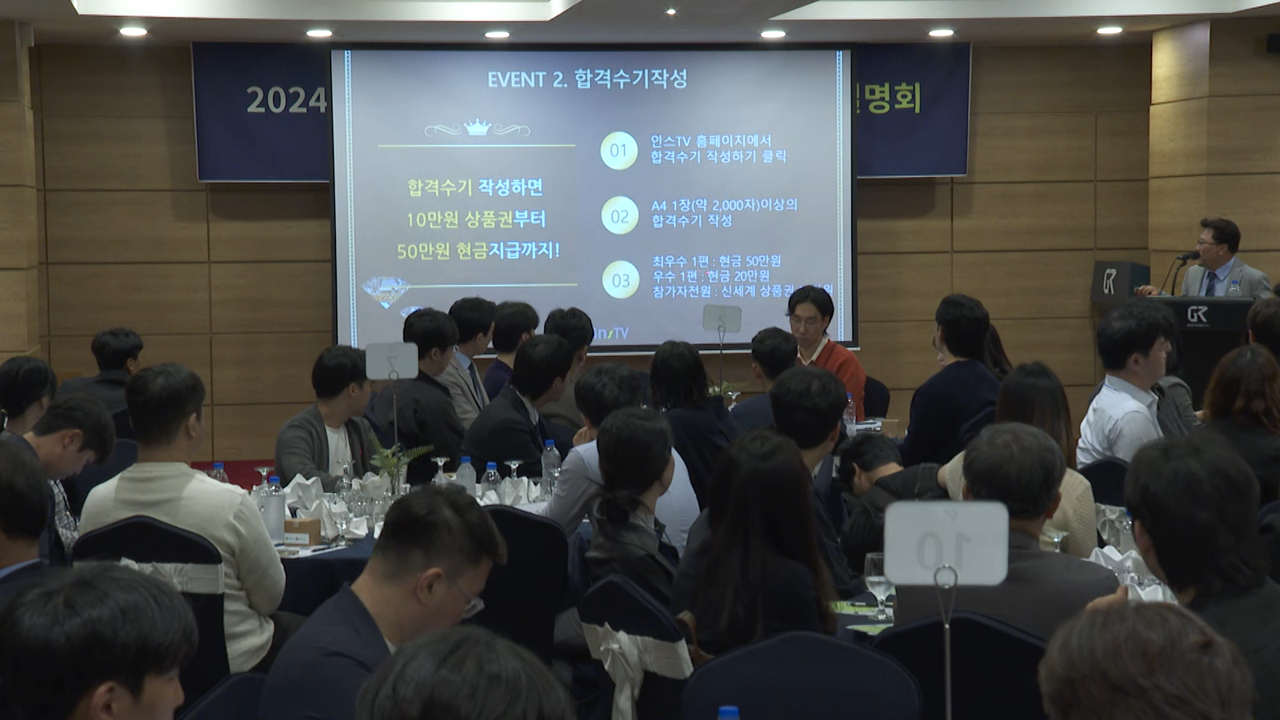 2024
명회
EVENT 2. 합격수기작성
합격수기 작성하면
10만원 상품권부터
50만원 현금지급까지!
01
인스TV 홈페이지에서
합격수기 작성하기 클릭
02
A4 1장(약 2,000자)이상의
합격수기 작성
03
최우수 1편 : 현금 50만원
우수 1편 : 현금 20만원
참가자전원 : 신세계 상품권
insTV
GR
GR
7
5
10